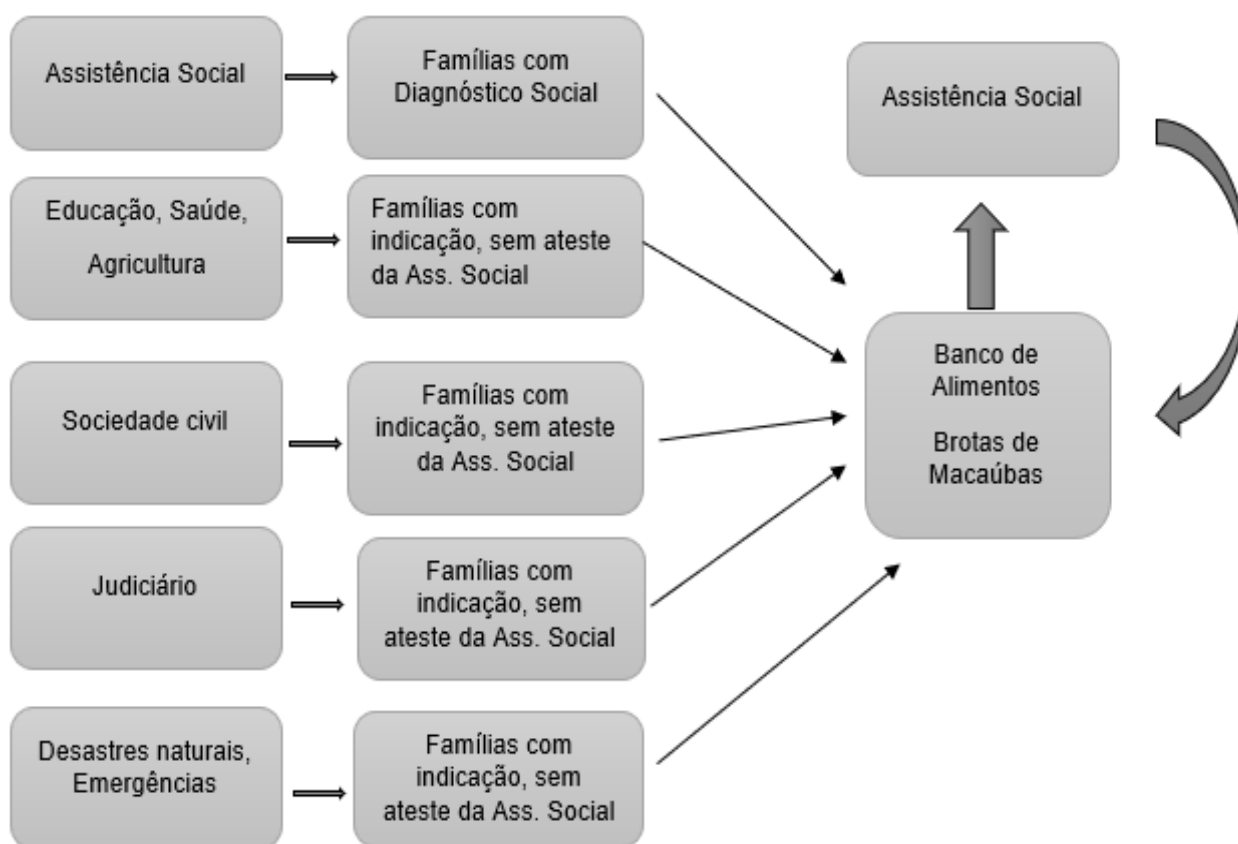 Assistência Social
Famílias com
Diagnóstico Social
Assistência Social
Educação, Saúde,
Agricultura
Famílias com
indicação, sem ateste
da Ass. Social
Banco de
Alimentos
Brotas de
Macaúbas
Sociedade civil
Famílias com
indicação, sem ateste
da Ass. Social
Judiciário
Famílias com
indicação, sem
ateste da Ass. Social
Desastres naturais,
Emergências
Famílias com
indicação, sem
ateste da Ass. Social